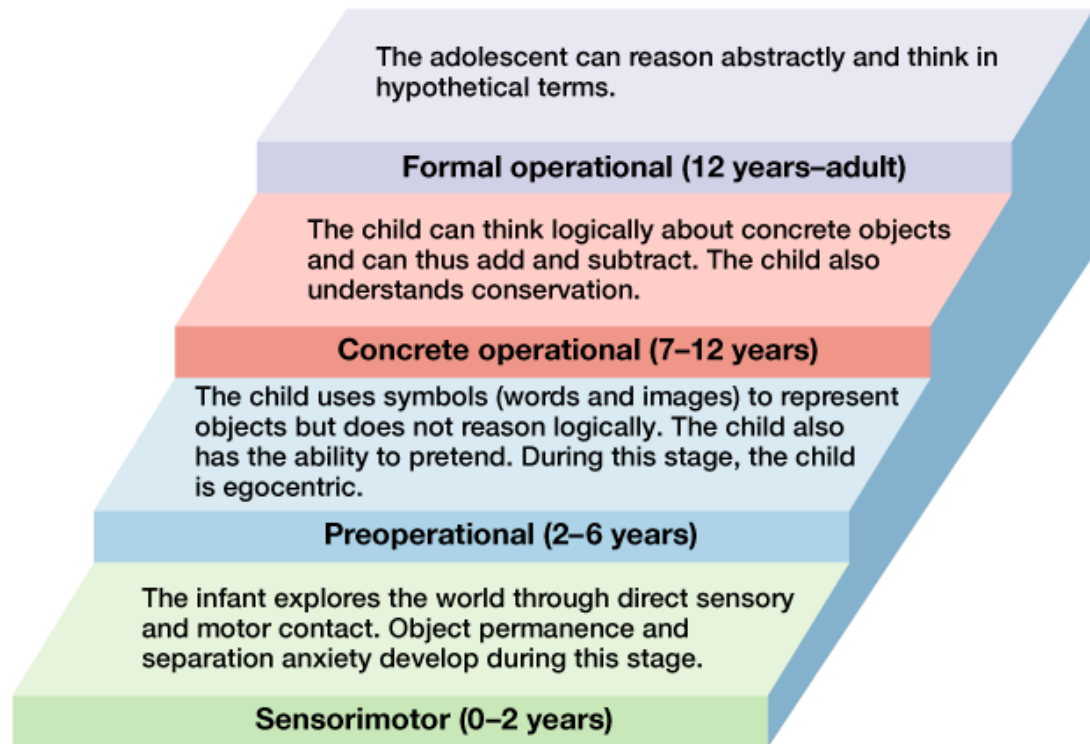 The adolescent can reason abstractly and think in
hypothetical terms.
Formal operational (12 years–adult)
The child can think logically about concrete objects
and can thus add and subtract. The child also
understands conservation.
Concrete operational (7–12 years)
The child uses symbols (words and images) to represent
objects but does not reason logically. The child also
has the ability to pretend. During this stage, the child
is egocentric.
Preoperational (2–6 years)
The infant explores the world through direct sensory
and motor contact. Object permanence and
separation anxiety develop during this stage.
Sensorimotor (0–2 years)